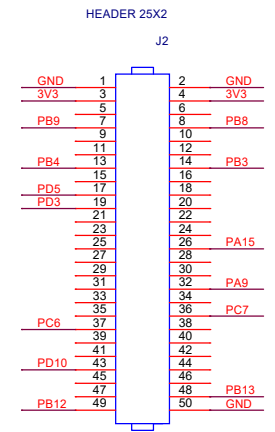 HEADER 25X2
J2
GND 1 2 GND
3V3 3 4 3V3
5 6
PB9 7 8 PB8
9 10
11 12
PB4 13 14 PB3
15 16
PD5 17 18
PD3 19 20
21 22
23 24
25 26 PA15
27 28
29 30
31 32 PA9
33 34
35 36 PC7
PC6 37 38
39 40
41 42
PD10 43 44
45 46
47 48 PB13
PB12 49 50 GND